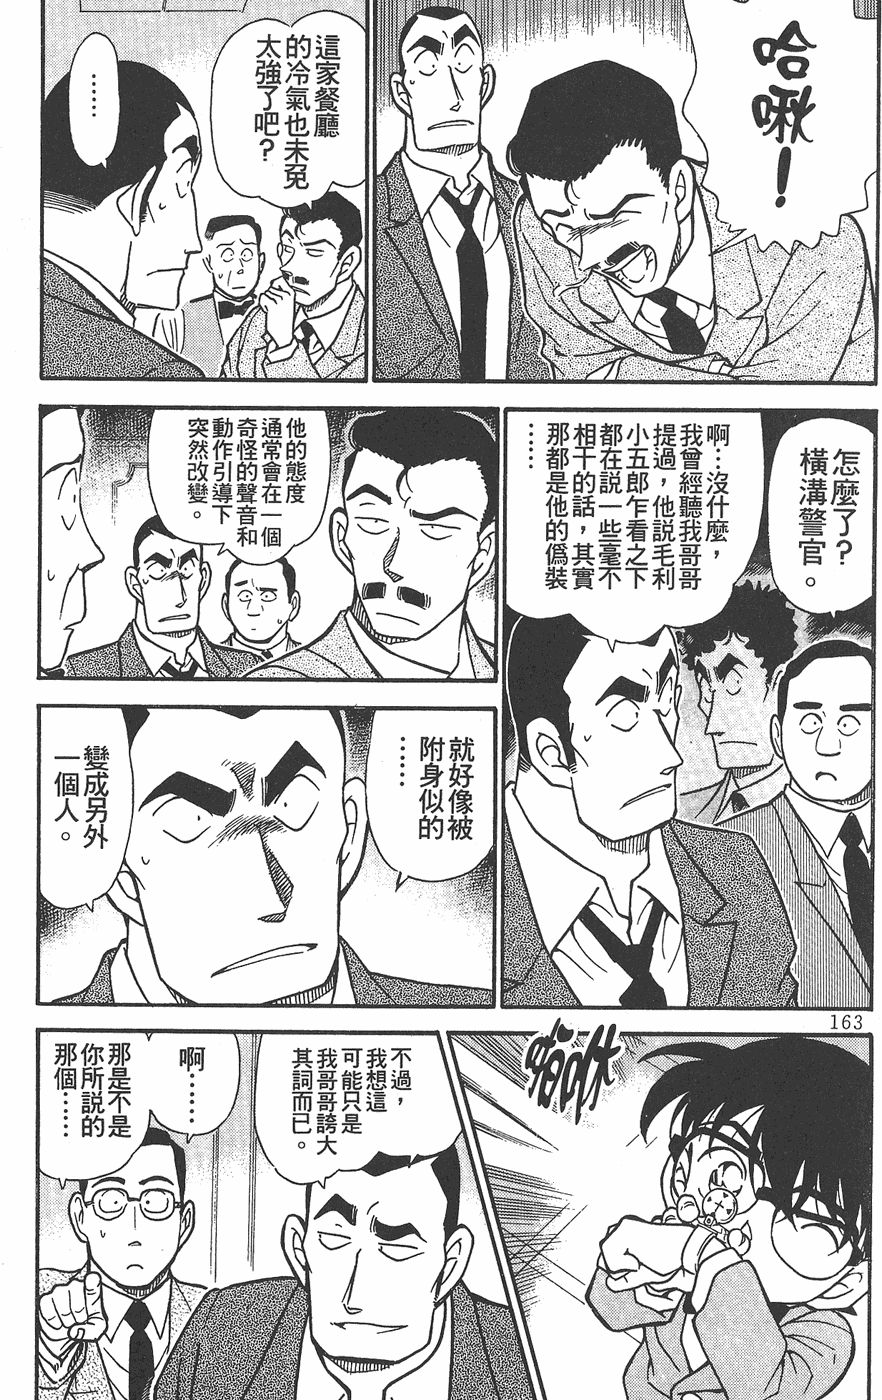 哈
啾
！
這家餐廳
的冷氣也未免
太強了吧？
……
怎麼了？
橫溝警官。
啊…沒什麼，
我曾經聽我哥哥
提過，他說毛利
小五郎乍看之下
都在說一些毫不
相干的話，其實
那都是他的偽裝
……
他的態度
通常會在一個
奇怪的聲音和
動作引導下
突然改變。
就好像被
附身似的
……
變成另外
一個人。
163
咻
不過，
我想這
可能只是
我哥哥誇大
其詞而已。
啊……
那是不是
你所說的
那個……